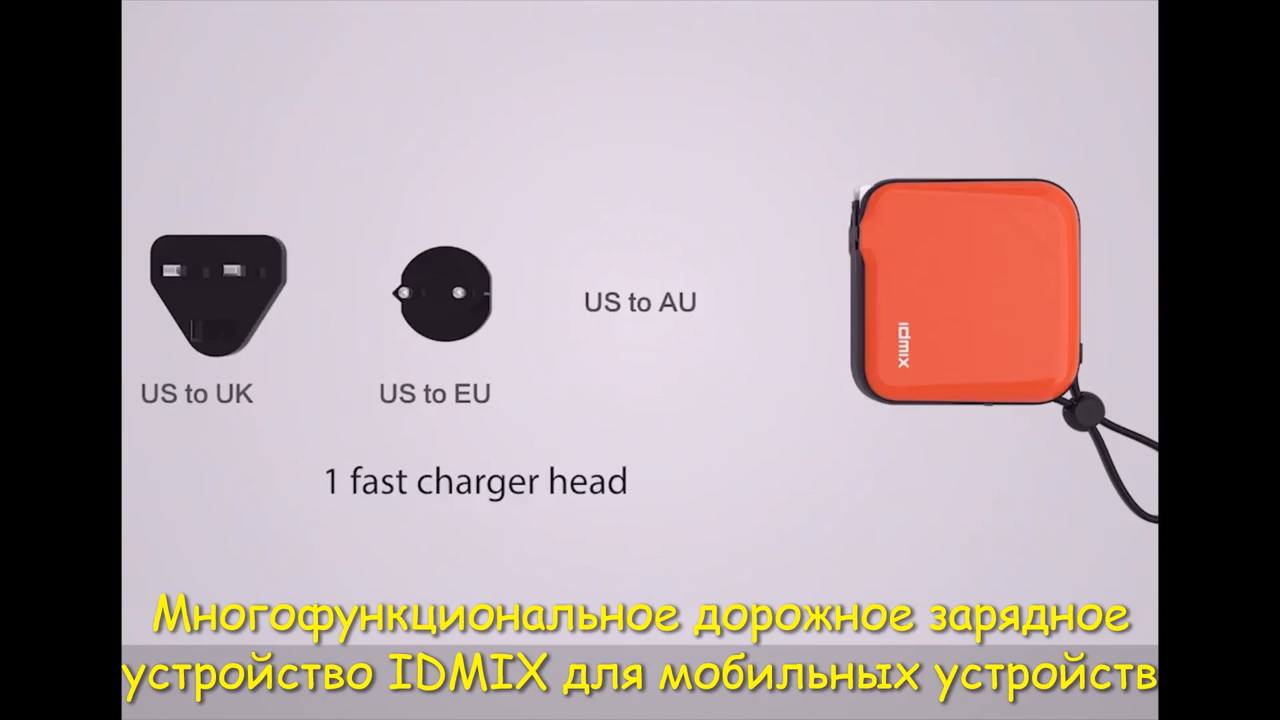 US to AU
idmix
US to UK
US to EU
1 fast charger head
Многофункциональное дорожное зарядное
устройство IDMIX для мобильных устройств